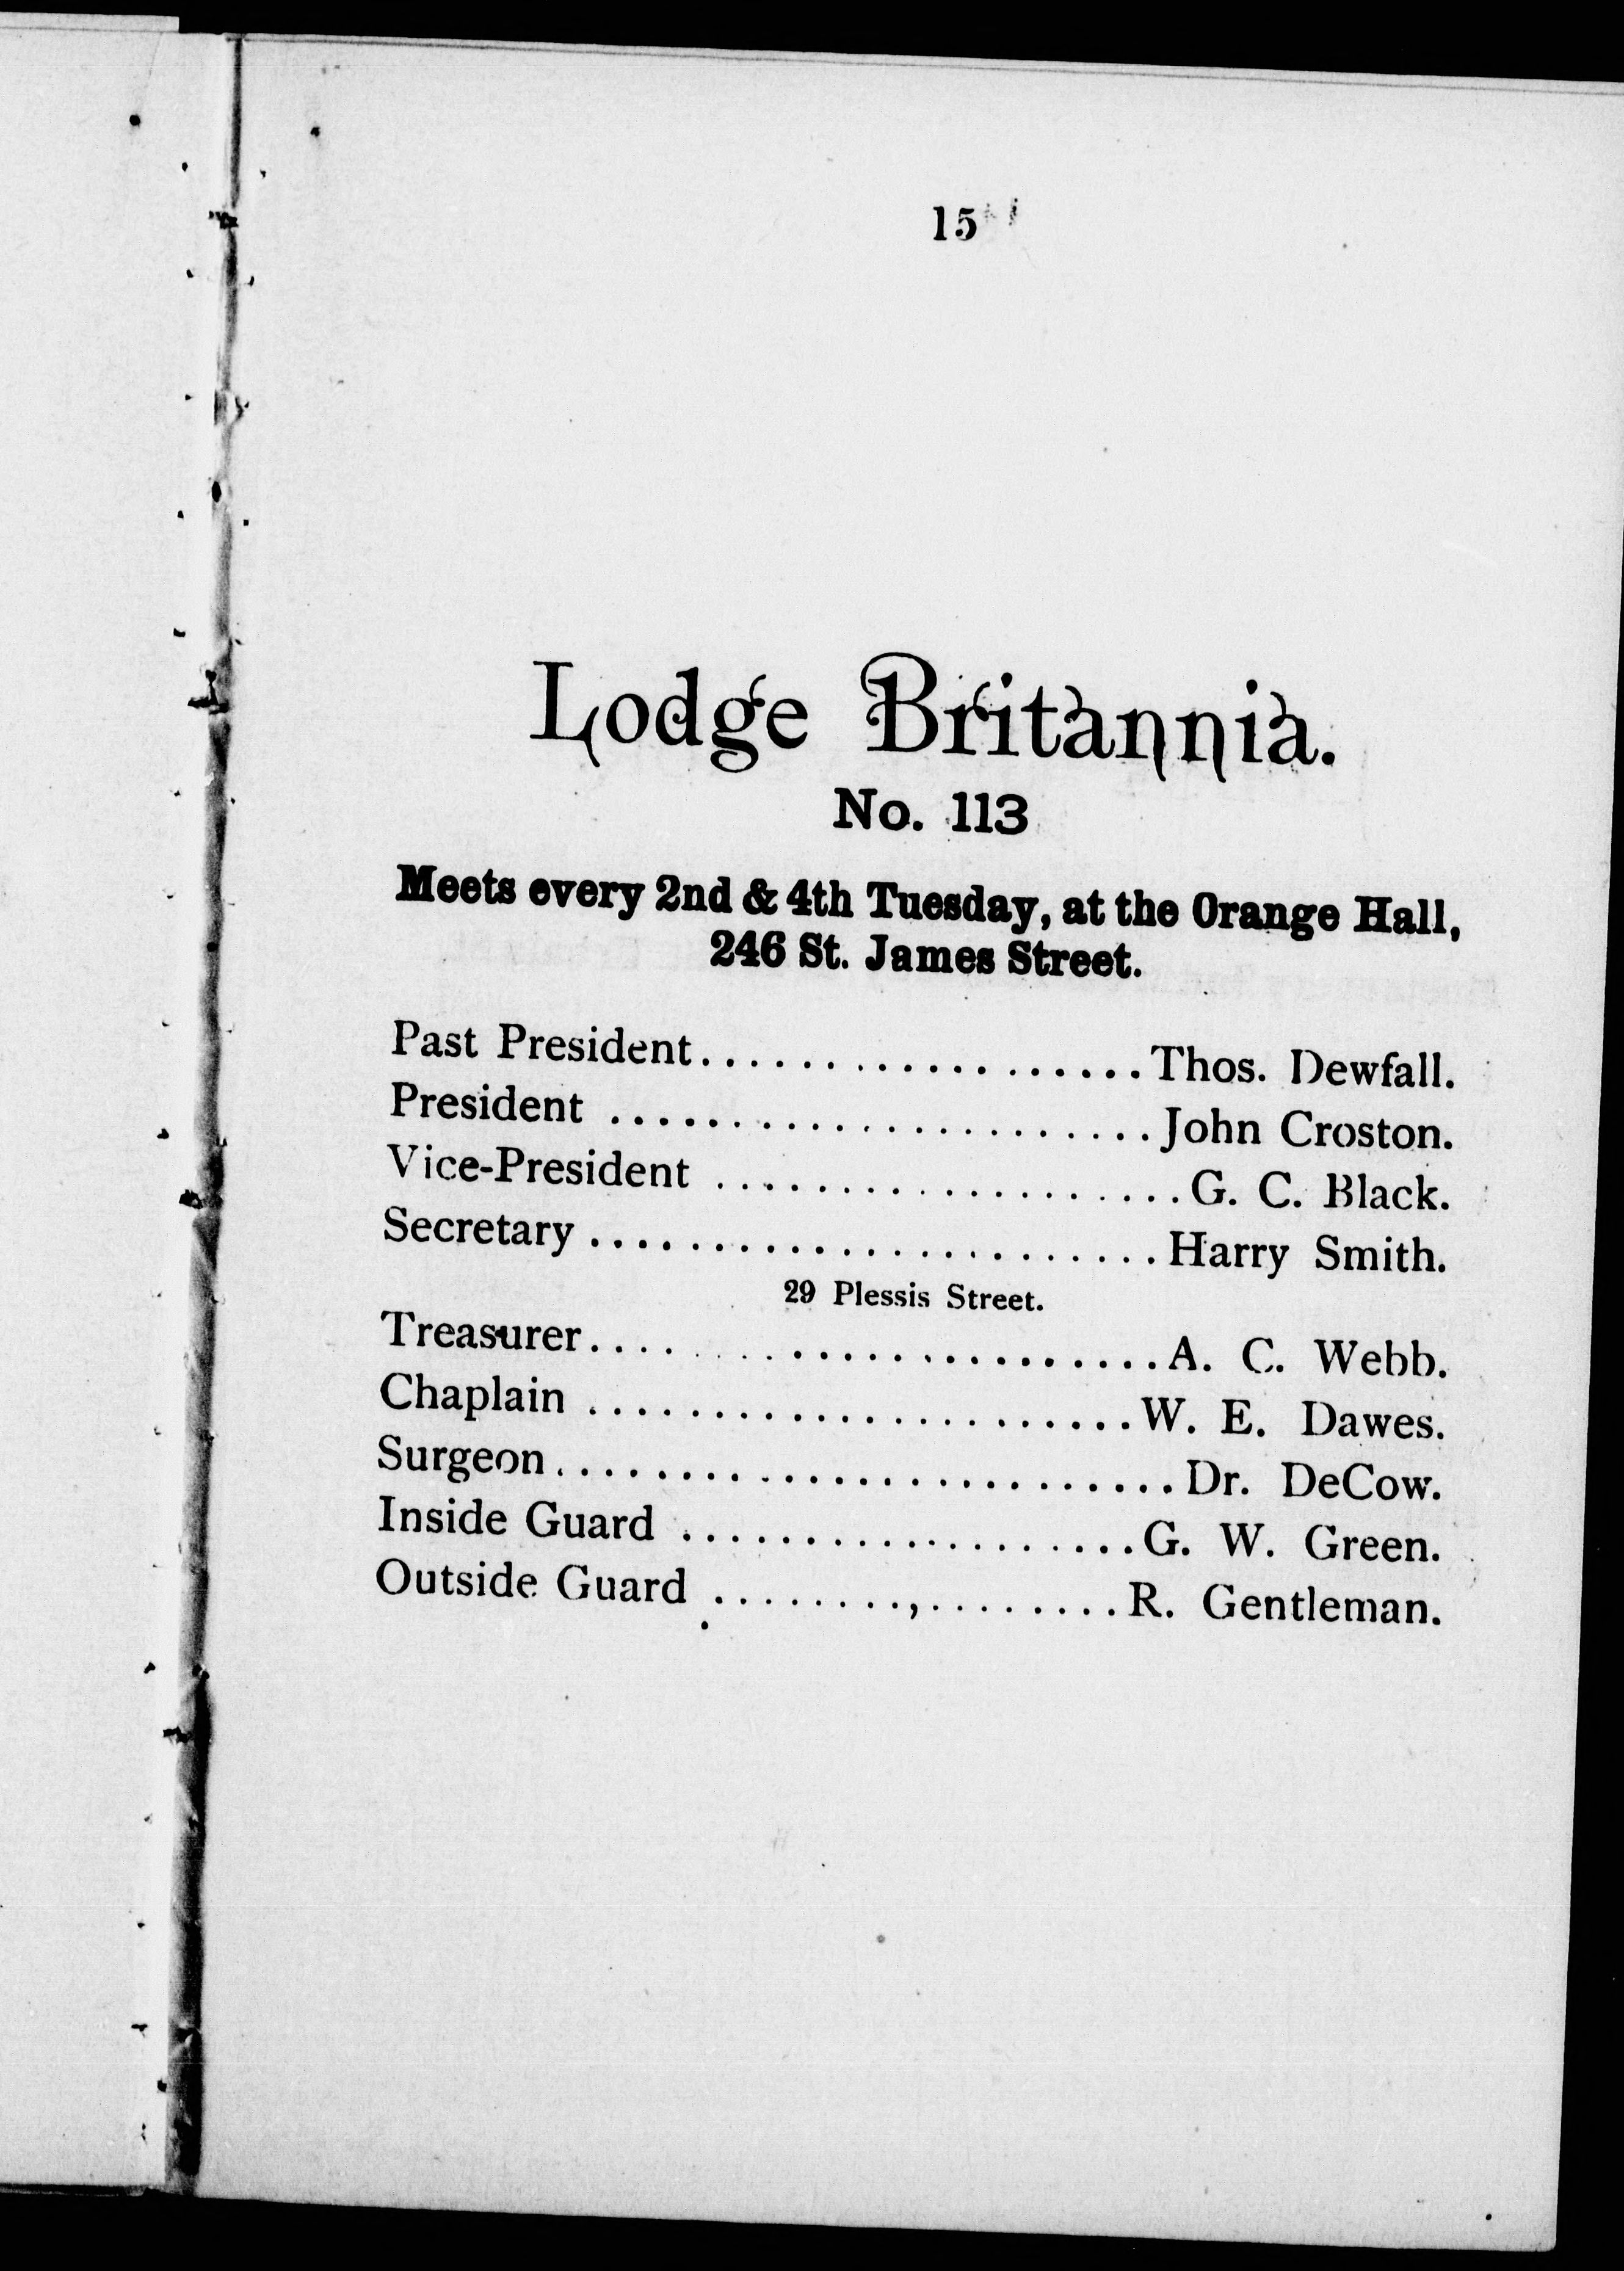 15
Lodge Britannia.
No. 113
Meets every 2nd & 4th Tuesday, at the Orange Hall,
246 St. James Street.
Past President.................. Thos. Dewfall.
President ....................... John Croston.
Vice-President ................... G. C. Black.
Secretary ........................ Harry Smith.
29 Plessis Street.
Treasurer........................ A. C. Webb.
Chaplain ....................... W. E. Dawes.
Surgeon.......................... Dr. DeCow.
Inside Guard ................... G. W. Green.
Outside Guard ........,........ R. Gentleman.